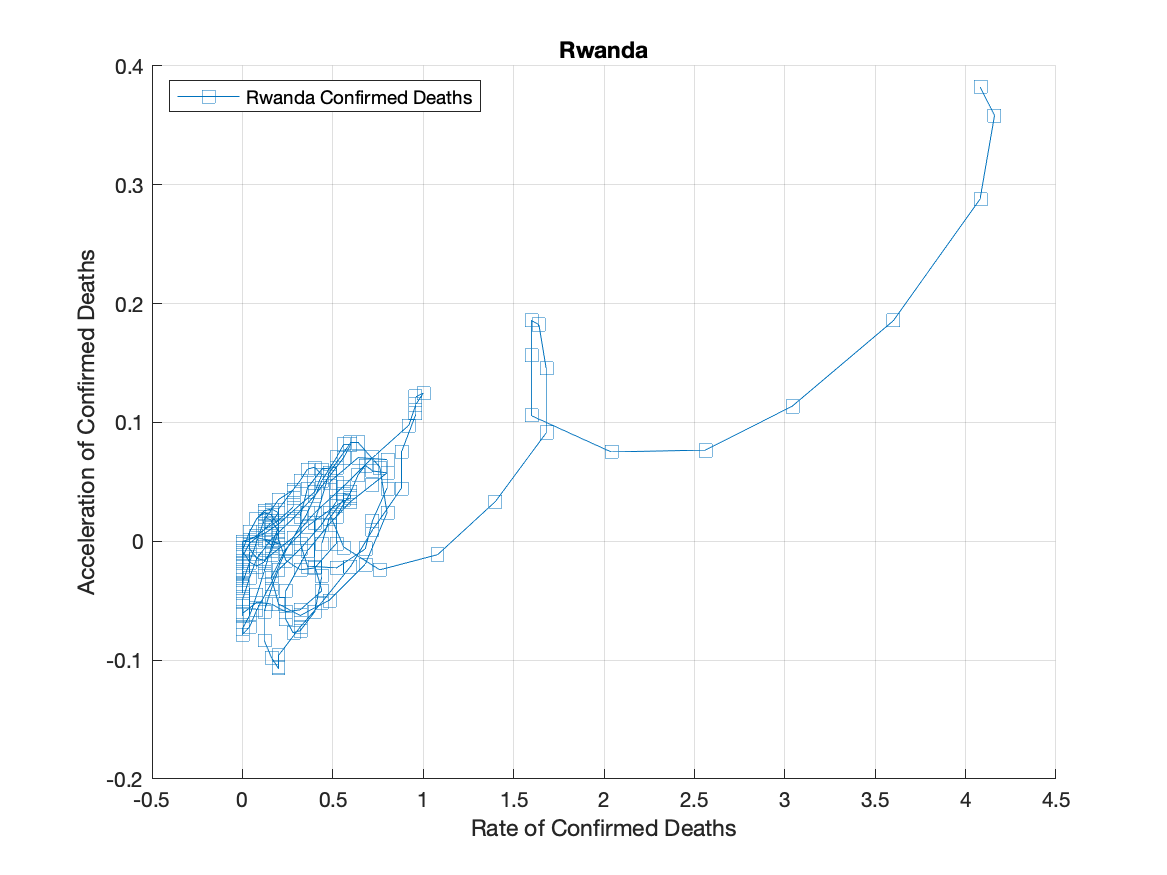 Rwanda
Rwanda Confirmed Deaths
0.4
0.3
0.2
0.1
0
-0.1
-0.2
Acceleration of Confirmed Deaths
-0.5 0 0.5 1 1.5 2 2.5 3 3.5 4 4.5
Rate of Confirmed Deaths